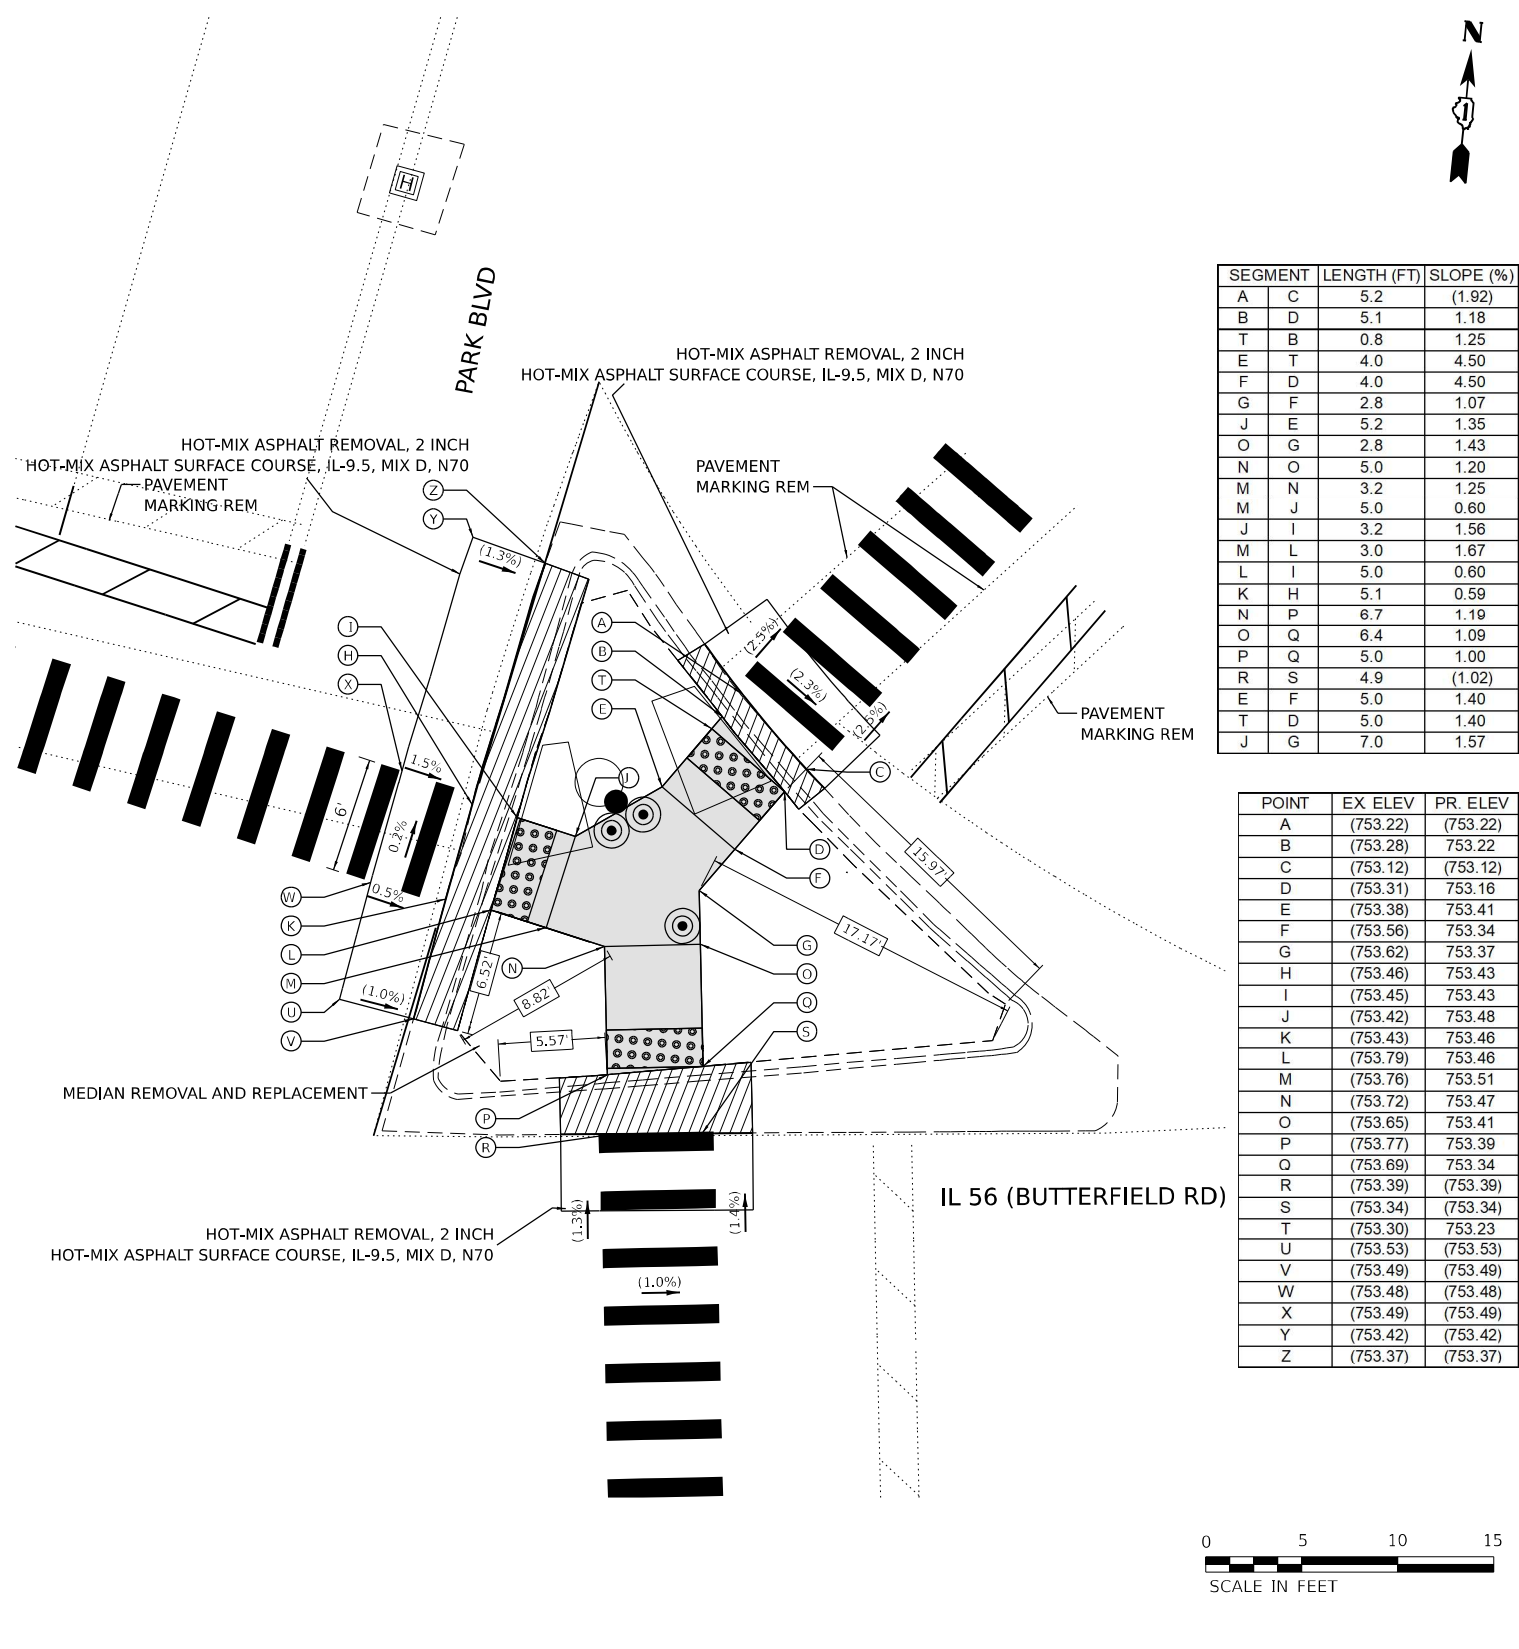 N
1
H
PARK BLVD
HOT-MIX ASPHALT REMOVAL, 2 INCH
HOT-MIX ASPHALT SURFACE COURSE, IL-9.5, MIX D, N70
HOT-MIX ASPHALT REMOVAL, 2 INCH
HOT-MIX ASPHALT SURFACE COURSE, IL-9.5, MIX D, N70
PAVEMENT
MARKING REM
PAVEMENT
MARKING REM
Z
Y
(1.3%)
I
H
X
A
B
T
E
(2.5%)
(2.3%)
(2.5%)
PAVEMENT
MARKING REM
C
J
1.5%
6'
0.2%
0.5%
D
F
15.97'
17.17'
W
K
L
M
U
V
(1.0%)
N
6.52'
8.82'
5.57'
G
O
Q
S
MEDIAN REMOVAL AND REPLACEMENT
P
R
IL 56 (BUTTERFIELD RD)
(1.3%)
(1.4%)
HOT-MIX ASPHALT REMOVAL, 2 INCH
HOT-MIX ASPHALT SURFACE COURSE, IL-9.5, MIX D, N70
(1.0%)
SEGMENT LENGTH (FT) SLOPE (%)
A C 5.2 (1.92)
B D 5.1 1.18
T B 0.8 1.25
E T 4.0 4.50
F D 4.0 4.50
G F 2.8 1.07
J E 5.2 1.35
O G 2.8 1.43
N O 5.0 1.20
M N 3.2 1.25
M J 5.0 0.60
J I 3.2 1.56
M L 3.0 1.67
L I 5.0 0.60
K H 5.1 0.59
N P 6.7 1.19
O Q 6.4 1.09
P Q 5.0 1.00
R S 4.9 (1.02)
E F 5.0 1.40
T D 5.0 1.40
J G 7.0 1.57
POINT EX. ELEV PR. ELEV
A (753.22) (753.22)
B (753.28) 753.22
C (753.12) (753.12)
D (753.31) 753.16
E (753.38) 753.41
F (753.56) 753.34
G (753.62) 753.37
H (753.46) 753.43
I (753.45) 753.43
J (753.42) 753.48
K (753.43) 753.46
L (753.79) 753.46
M (753.76) 753.51
N (753.72) 753.47
O (753.65) 753.41
P (753.77) 753.39
Q (753.69) 753.34
R (753.39) (753.39)
S (753.34) (753.34)
T (753.30) 753.23
U (753.53) (753.53)
V (753.49) (753.49)
W (753.48) (753.48)
X (753.49) (753.49)
Y (753.42) (753.42)
Z (753.37) (753.37)
0 5 10 15
SCALE IN FEET